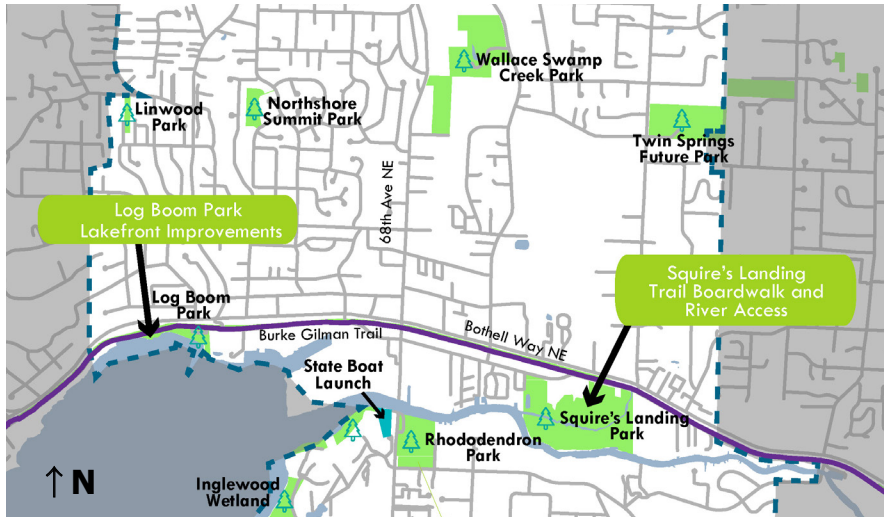 Wallace Swamp
Creek Park
Linwood
Park
Northshore
Summit Park
Twin Springs
Future Park
68th Ave NE
Log Boom Park
Lakefront Improvements
Squire's Landing
Trail Boardwalk and
River Access
Log Boom
Park
Burke Gilman Trail
Bothell Way NE
State Boat
Launch
Squire's Landing
Park
Rhododendron
Park
Inglewood
Wetland
↑ N